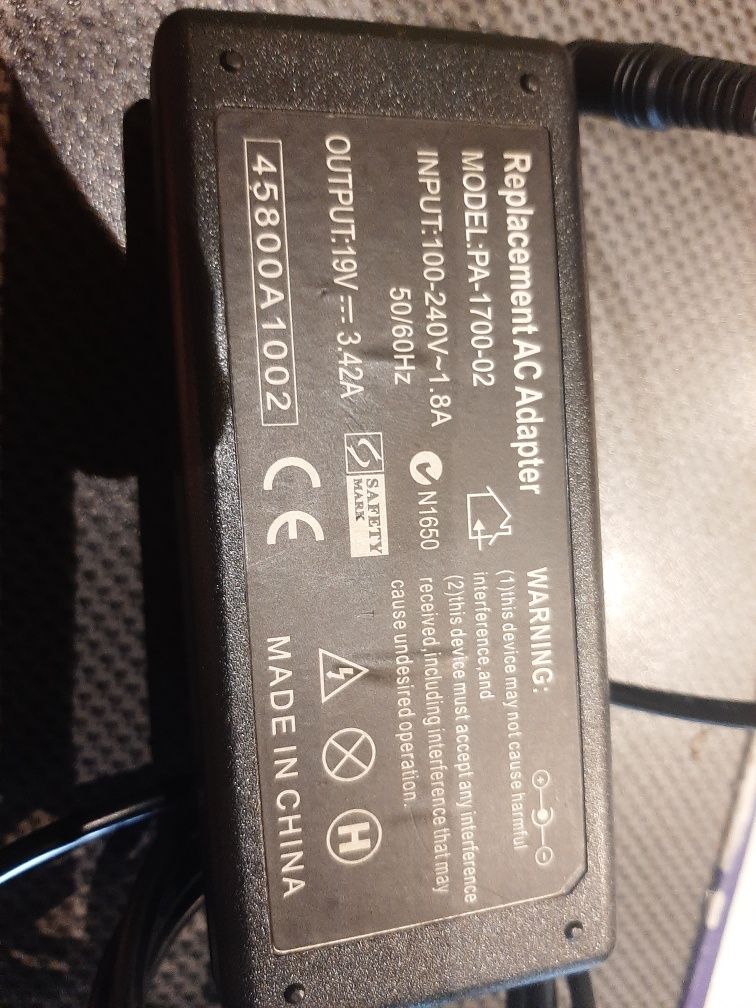 Replacement AC Adapter
MODEL:PA-1700-02
INPUT:100-240V~1.8A
50/60Hz
N1650
OUTPUT:19V⎓3.42A
SAFETY
MARK
45800A1002
CE
WARNING:
(1)this device may not cause harmful
interference,and
(2)this device must accept any interference
received,including interference that may
cause undesired operation.
H
MADE IN CHINA